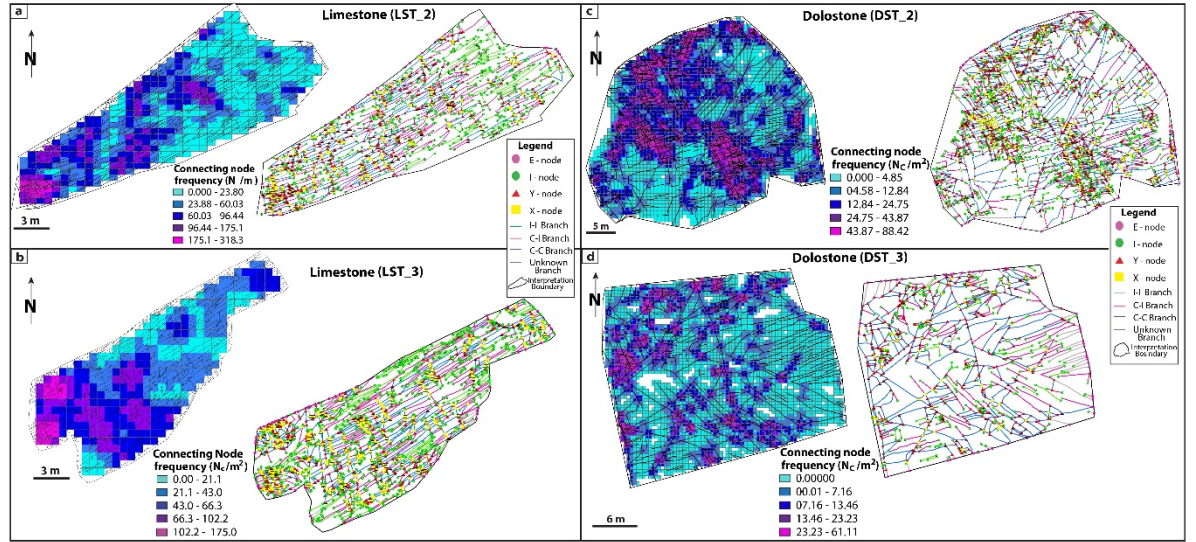 a
Limestone (LST_2)
N
Connecting node
frequency (N /m)
0.000 - 23.80
23.88 - 60.03
60.03 96.44
96.44 - 175.1
175.1 - 318.3
3 m
Legend
E - node
I - node
Y - node
X - node
I-I Branch
C-I Branch
C-C Branch
Unknown
Branch
Interpretation
Boundary
b
Limestone (LST_3)
N
3 m
Connecting Node
frequency (Nc/m²)
0.00 - 21.1
21.1 - 43.0
43.0 - 66.3
66.3 - 102.2
102.2 - 175.0
c
Dolostone (DST_2)
N
Connecting node
frequency (NC/m²)
0.000 - 4.85
04.58 - 12.84
12.84 - 24.75
24.75 - 43.87
43.87 - 88.42
5 m
Legend
E - node
I - node
Y - node
X - node
I-I Branch
C-I Branch
C-C Branch
Unknown
Branch
Interpretation
Boundary
d
Dolostone (DST_3)
N
6 m
Connecting node
frequency (NC/m²)
0.00000
00.01 - 7.16
07.16 - 13.46
13.46 - 23.23
23.23 - 61.11